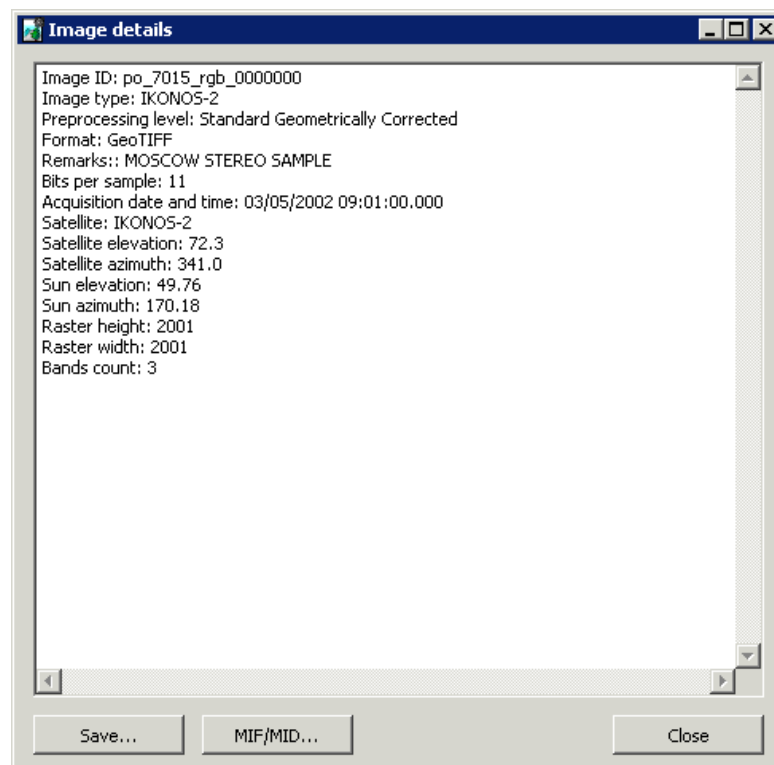 Image details
Image ID: po_7015_rgb_0000000
Image type: IKONOS-2
Preprocessing level: Standard Geometrically Corrected
Format: GeoTIFF
Remarks:: MOSCOW STEREO SAMPLE
Bits per sample: 11
Acquisition date and time: 03/05/2002 09:01:00.000
Satellite: IKONOS-2
Satellite elevation: 72.3
Satellite azimuth: 341.0
Sun elevation: 49.76
Sun azimuth: 170.18
Raster height: 2001
Raster width: 2001
Bands count: 3
Save... MIF/MID... Close